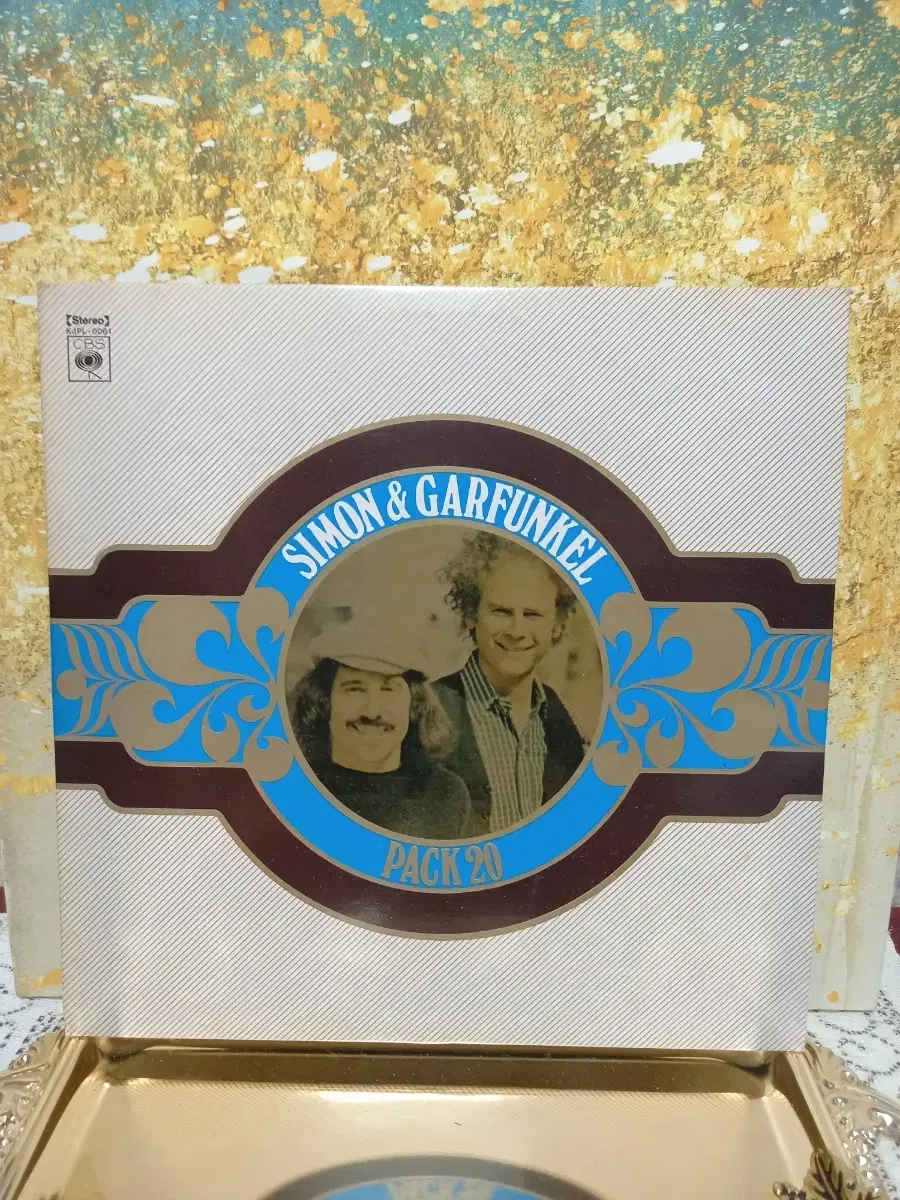 【Stereo】
KJPL-0061
CBS
SIMON & GARFUNKEL
PACK 20